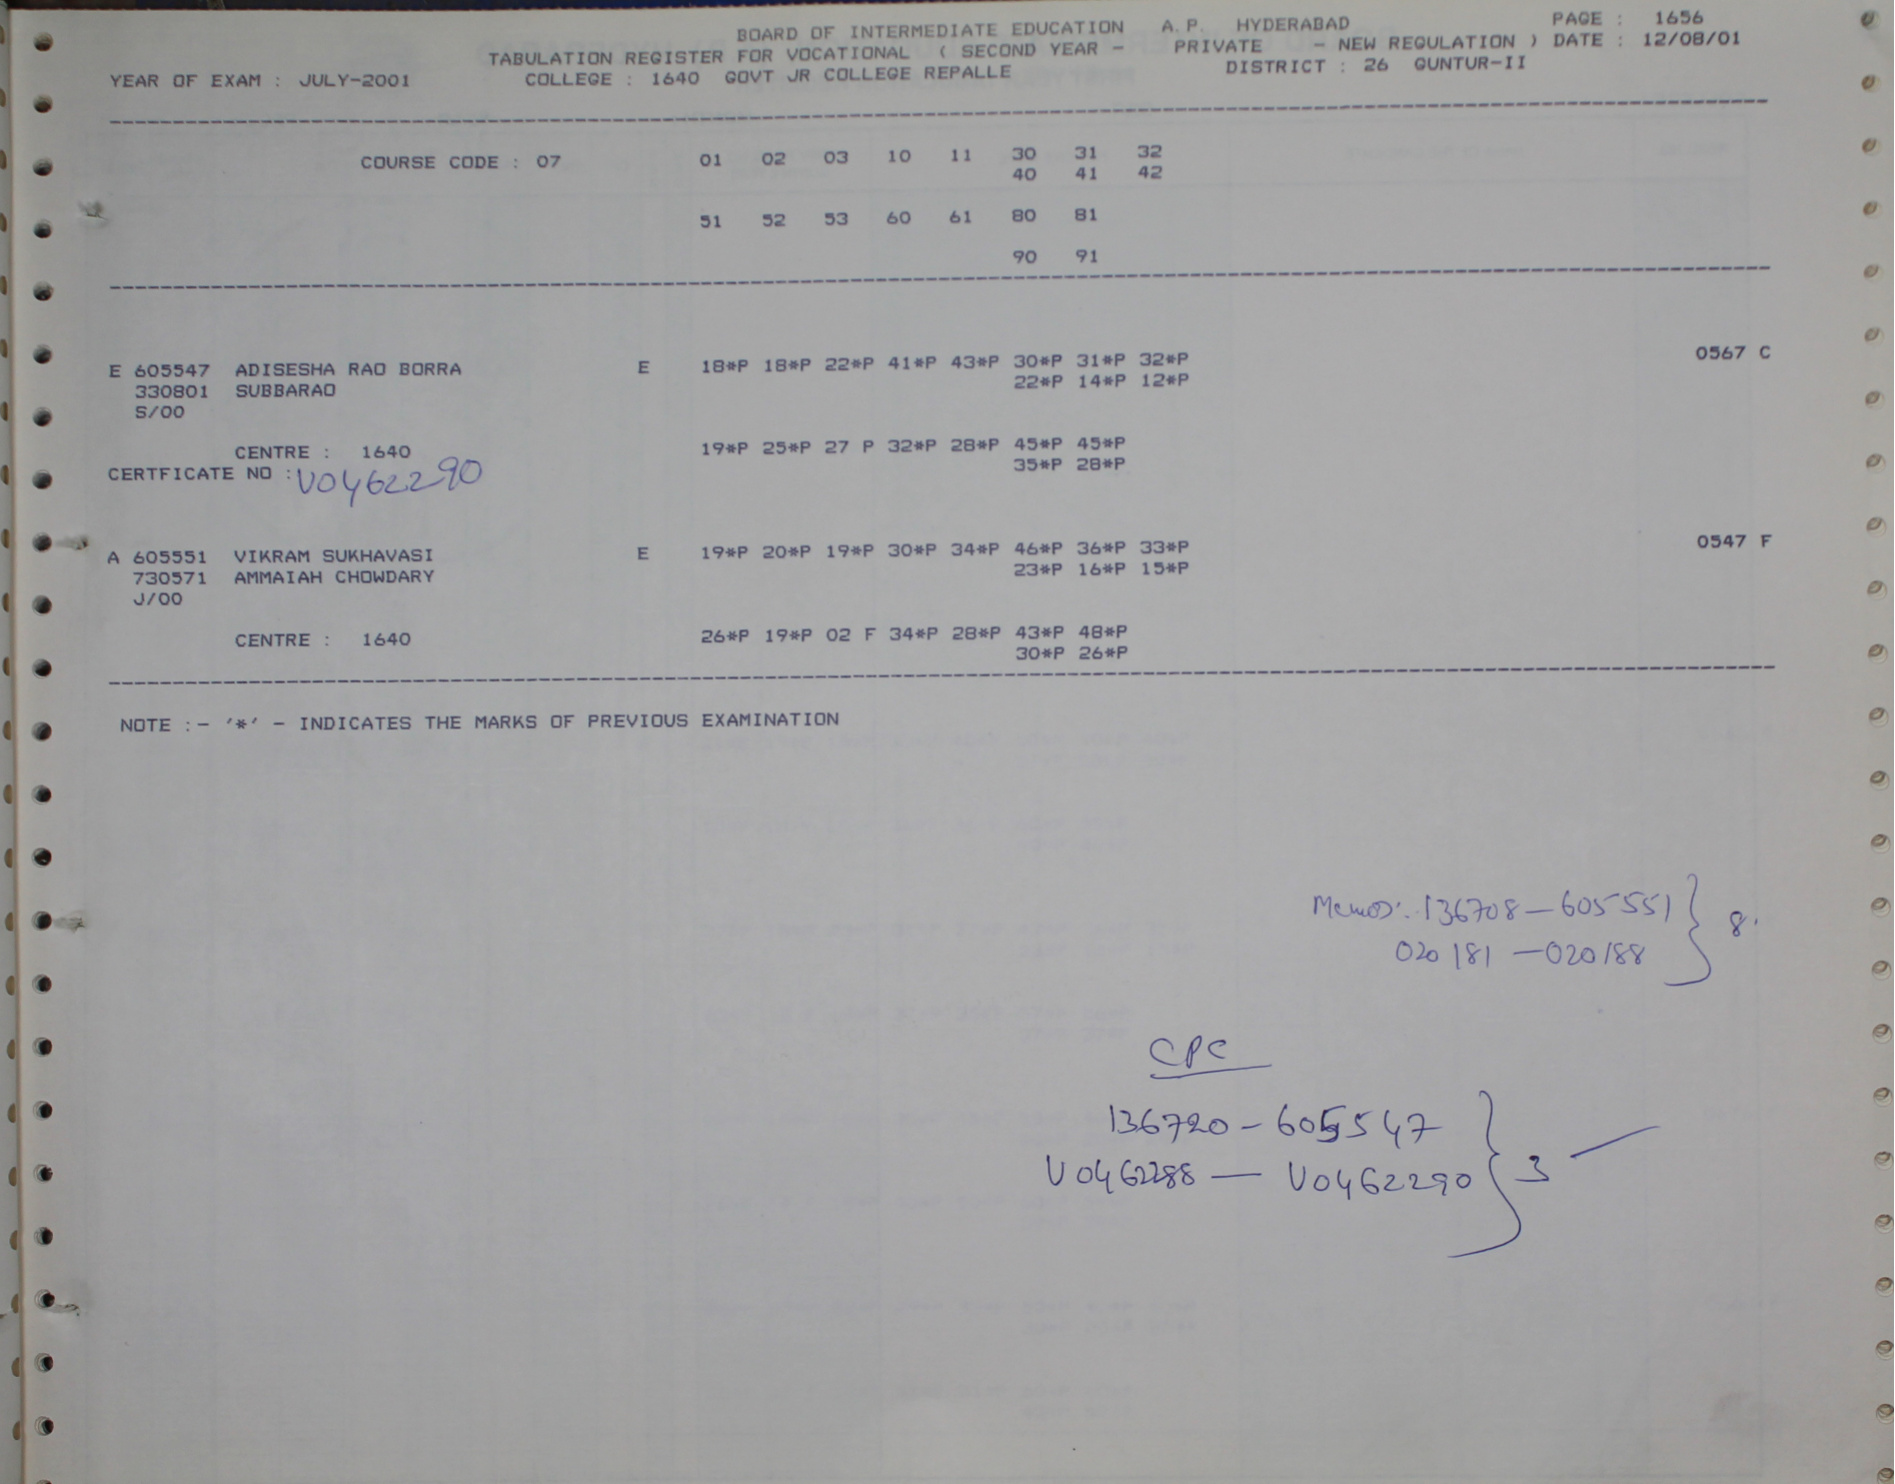 BOARD OF INTERMEDIATE EDUCATION A.P. HYDERABAD PAGE : 1656
TABULATION REGISTER FOR VOCATIONAL ( SECOND YEAR - PRIVATE - NEW REGULATION ) DATE : 12/08/01
YEAR OF EXAM : JULY-2001 COLLEGE : 1640 GOVT JR COLLEGE REPALLE DISTRICT : 26 GUNTUR-II
COURSE CODE : 07 01 02 03 10 11 30 31 32
40 41 42
51 52 53 60 61 80 81
90 91
E 605547 ADISESHA RAO BORRA E 18*P 18*P 22*P 41*P 43*P 30*P 31*P 32*P 0567 C
330801 SUBBARAO 22*P 14*P 12*P
S/00
CENTRE : 1640 19*P 25*P 27 P 32*P 28*P 45*P 45*P
35*P 28*P
CERTFICATE NO : V0462290
A 605551 VIKRAM SUKHAVASI E 19*P 20*P 19*P 30*P 34*P 46*P 36*P 33*P 0547 F
730571 AMMAIAH CHOWDARY 23*P 16*P 15*P
J/00
CENTRE : 1640 26*P 19*P 02 F 34*P 28*P 43*P 48*P
30*P 26*P
NOTE :- '*' - INDICATES THE MARKS OF PREVIOUS EXAMINATION
Memos: 136708-605551 } 8.
020181-020188
CPC
136720-605547 } 3
V0462288 - V0462290